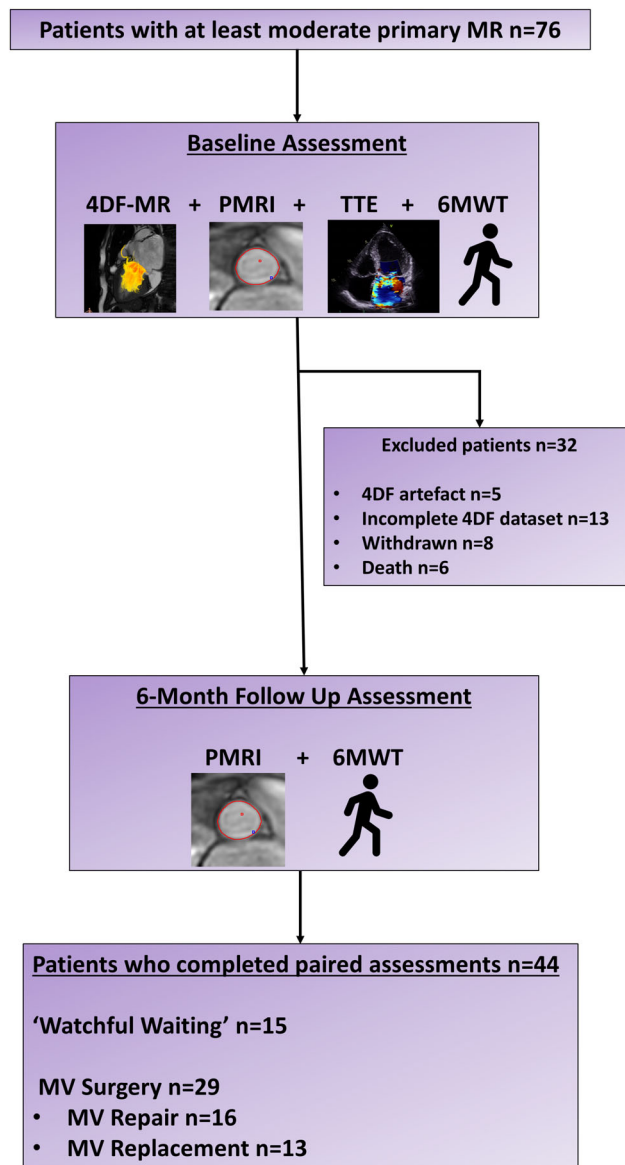 Patients with at least moderate primary MR n=76
Baseline Assessment
4DF-MR + PMRI + TTE + 6MWT
Excluded patients n=32
• 4DF artefact n=5
• Incomplete 4DF dataset n=13
• Withdrawn n=8
• Death n=6
6-Month Follow Up Assessment
PMRI + 6MWT
Patients who completed paired assessments n=44
‘Watchful Waiting’ n=15
MV Surgery n=29
• MV Repair n=16
• MV Replacement n=13